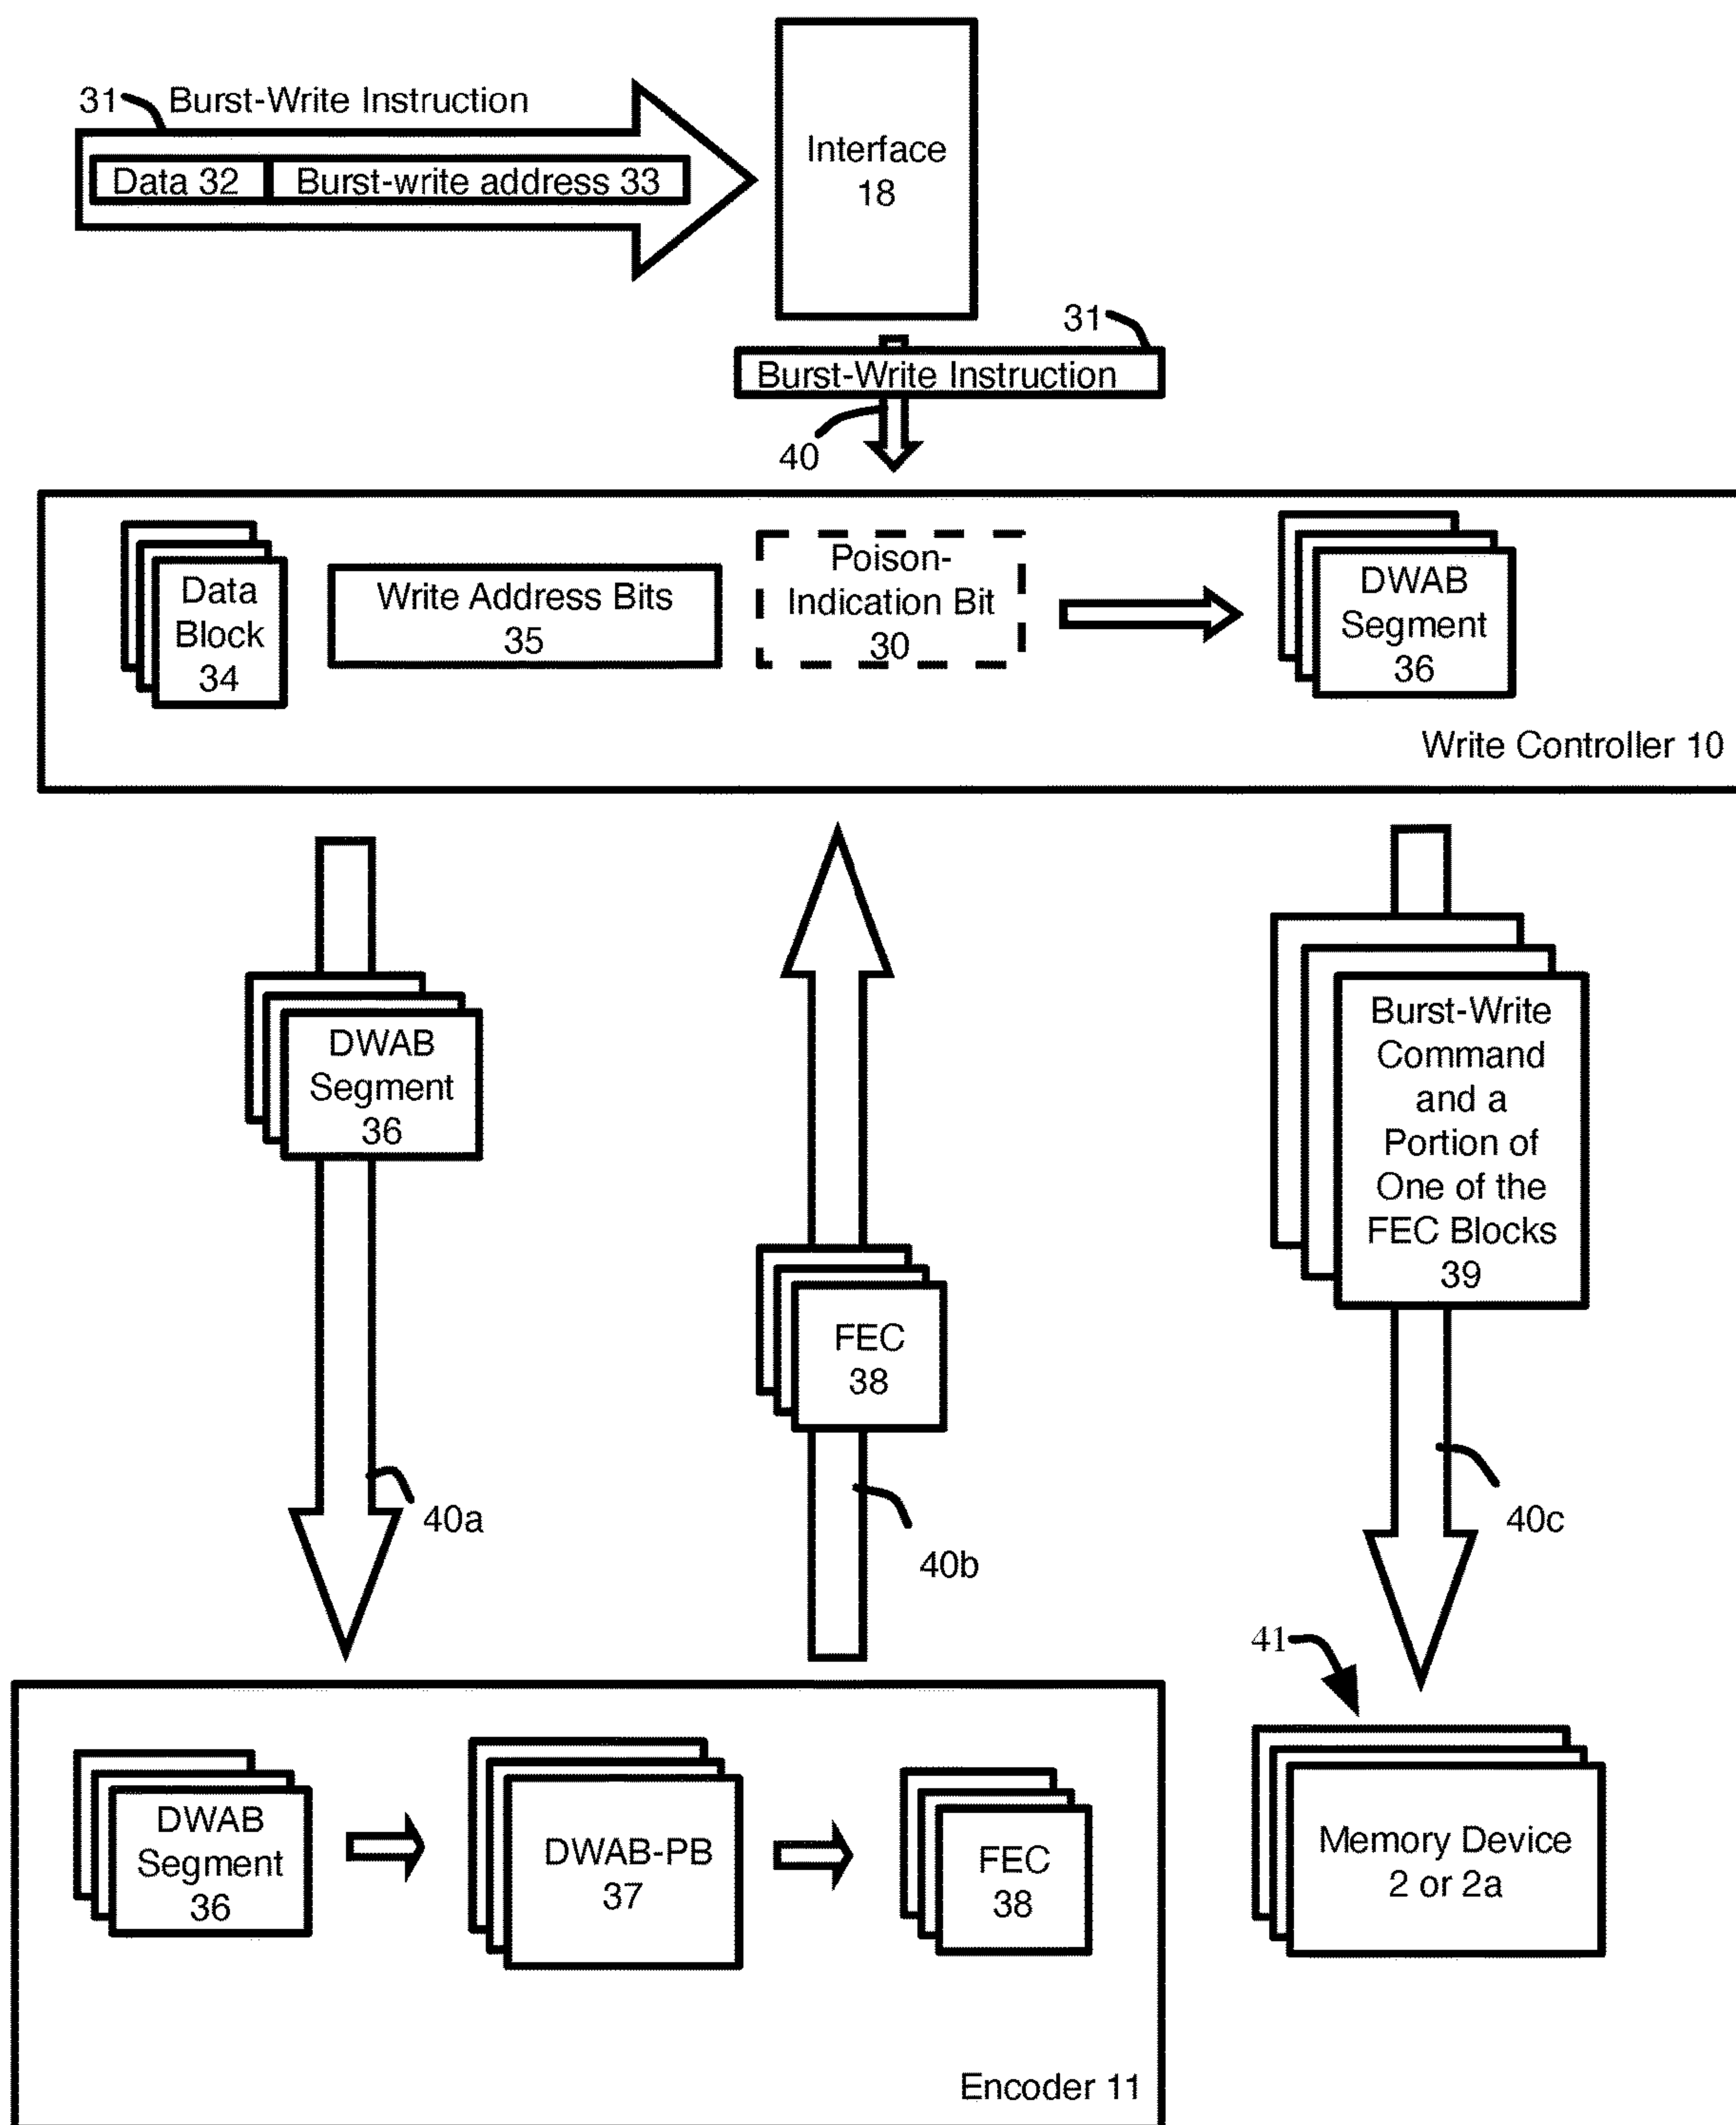 31
Burst-Write Instruction
Data 32
Burst-write address 33
Interface
18
31
Burst-Write Instruction
40
Data
Block
34
Write Address Bits
35
Poison-
Indication Bit
30
DWAB
Segment
36
Write Controller 10
DWAB
Segment
36
40a
FEC
38
40b
Burst-Write
Command
and a
Portion of
One of the
FEC Blocks
39
40c
41
DWAB
Segment
36
DWAB-PB
37
FEC
38
Encoder 11
Memory Device
2 or 2a